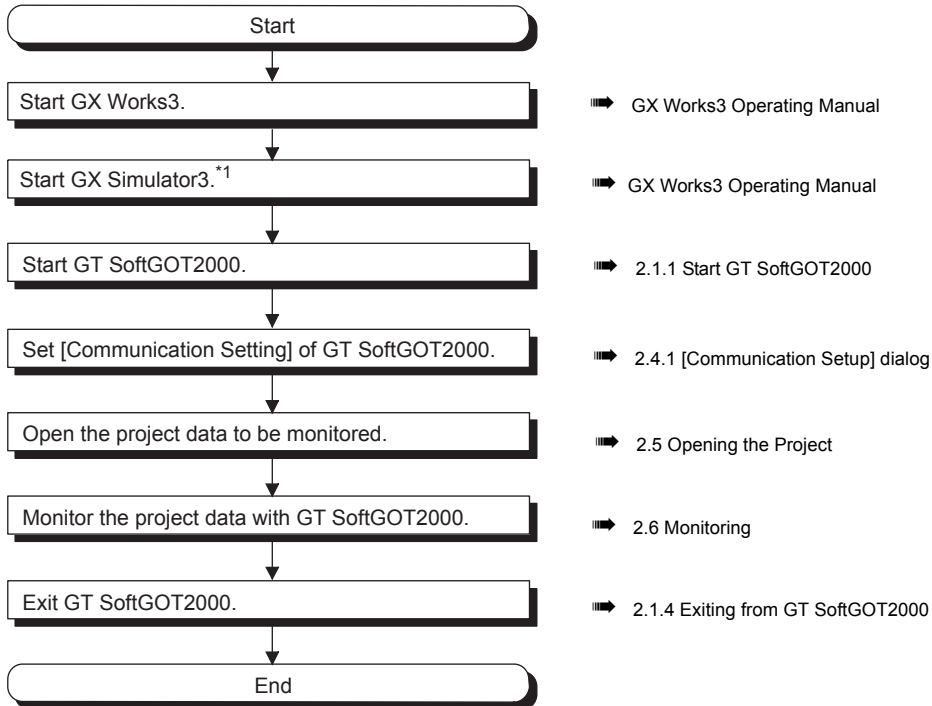 Start
Start GX Works3.
GX Works3 Operating Manual
Start GX Simulator3.*1
GX Works3 Operating Manual
Start GT SoftGOT2000.
2.1.1 Start GT SoftGOT2000
Set [Communication Setting] of GT SoftGOT2000.
2.4.1 [Communication Setup] dialog
Open the project data to be monitored.
2.5 Opening the Project
Monitor the project data with GT SoftGOT2000.
2.6 Monitoring
Exit GT SoftGOT2000.
2.1.4 Exiting from GT SoftGOT2000
End